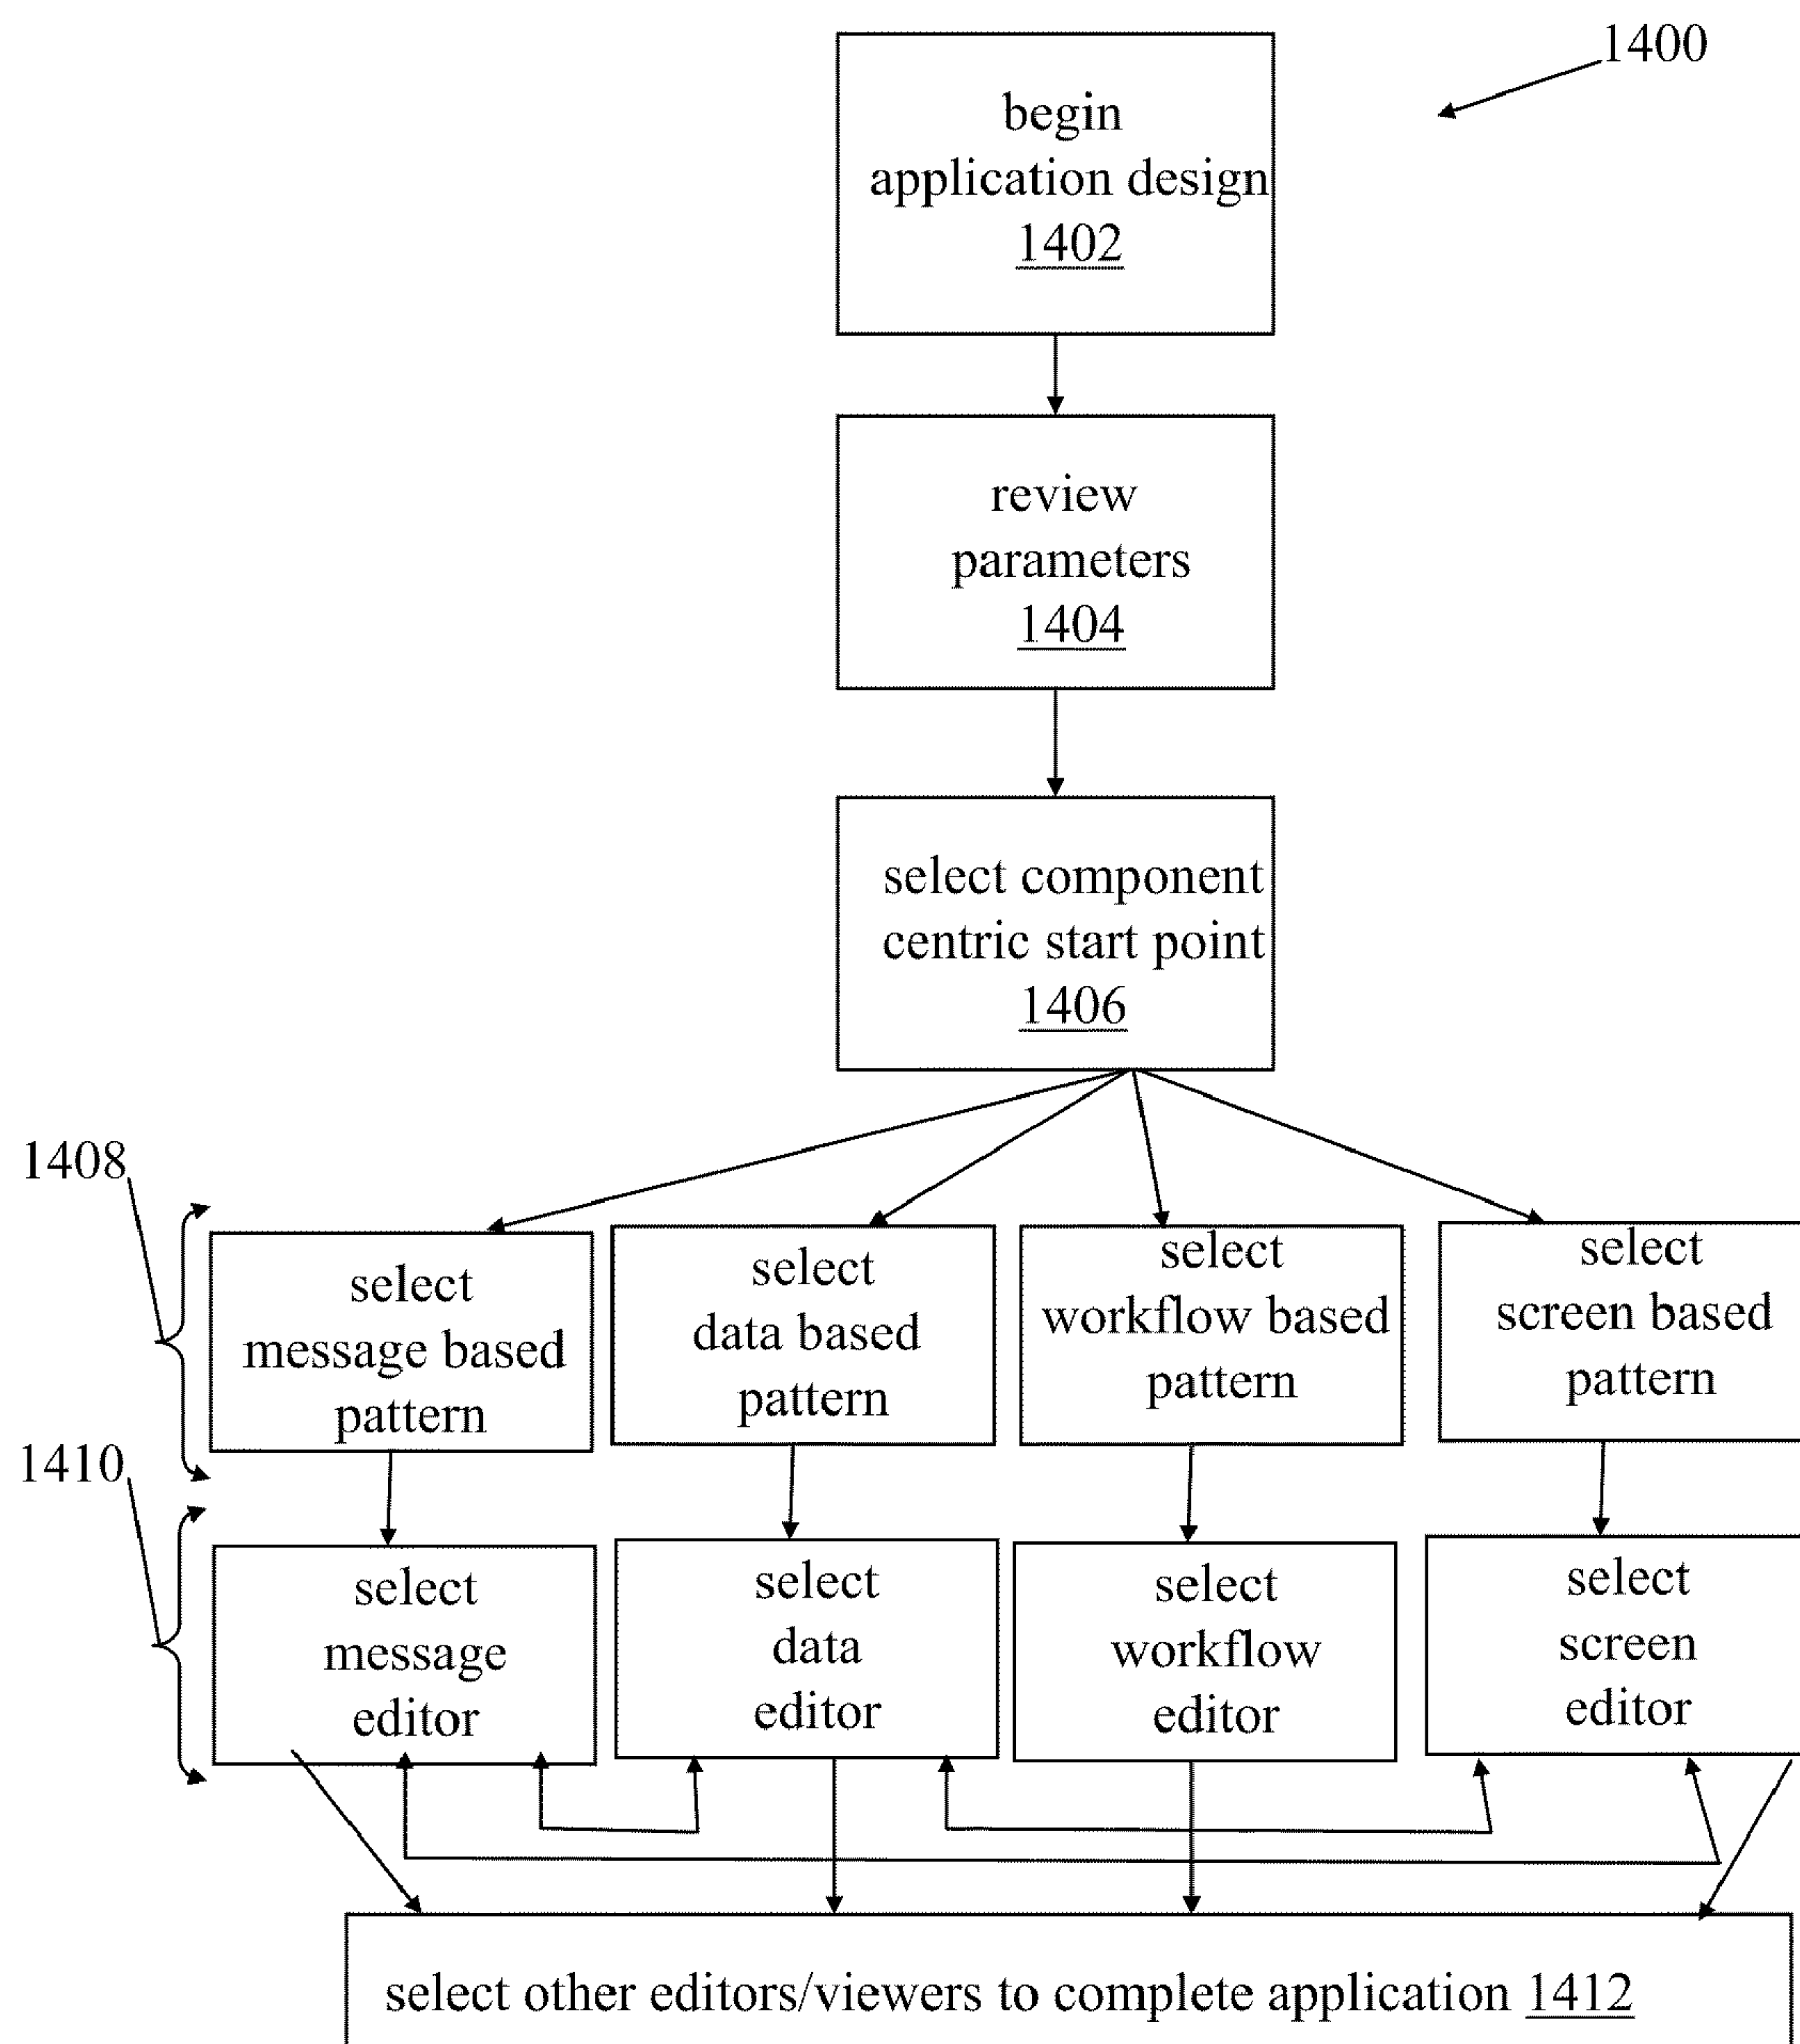 1400
begin
application design
1402
review
parameters
1404
select component
centric start point
1406
1408
select
message based
pattern
select
data based
pattern
select
workflow based
pattern
select
screen based
pattern
1410
select
message
editor
select
data
editor
select
workflow
editor
select
screen
editor
select other editors/viewers to complete application 1412